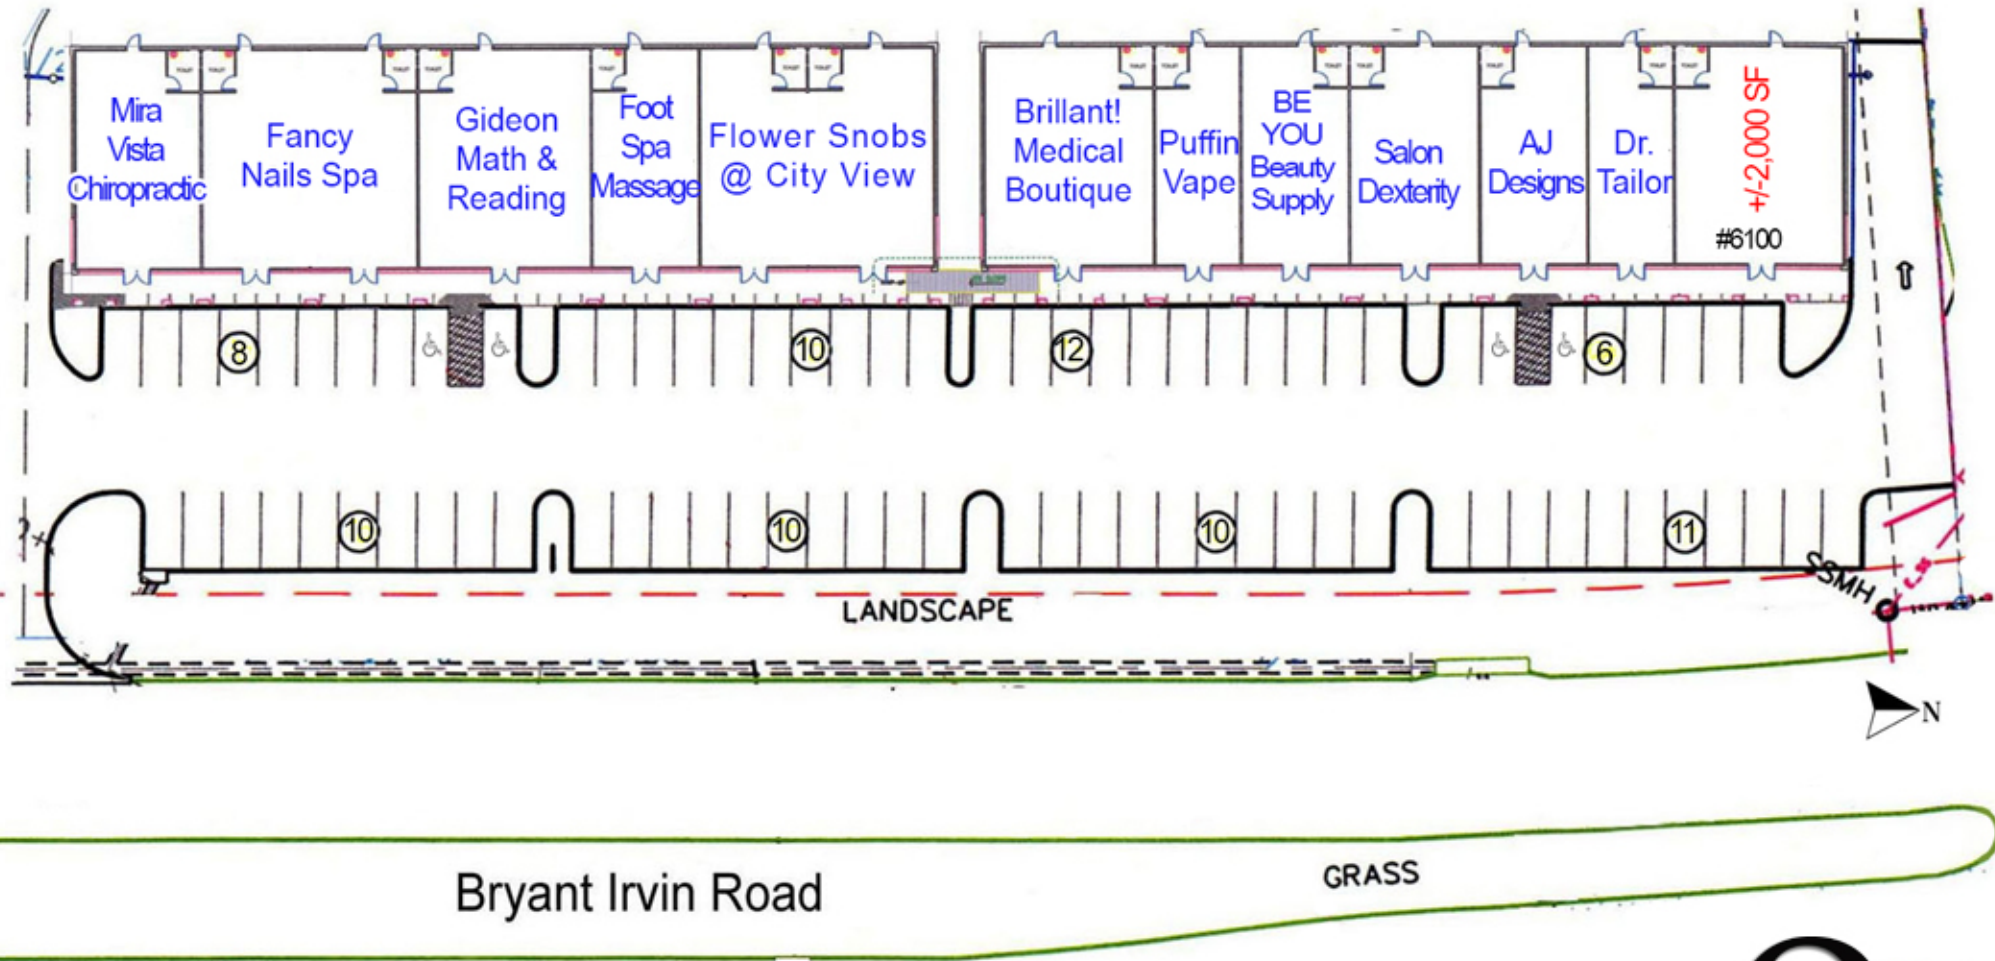 Mira
Vista
Chiropractic
Fancy
Nails Spa
Gideon
Math &
Reading
Foot
Spa
Massage
Flower Snobs
@ City View
Brillant!
Medical
Boutique
Puffin
Vape
BE
YOU
Beauty
Supply
Salon
Dexterity
AJ
Designs
Dr.
Tailor
+/-2,000 SF
#6100
8
10
12
6
10
10
10
11
SSMH
LANDSCAPE
N
GRASS
Bryant Irvin Road